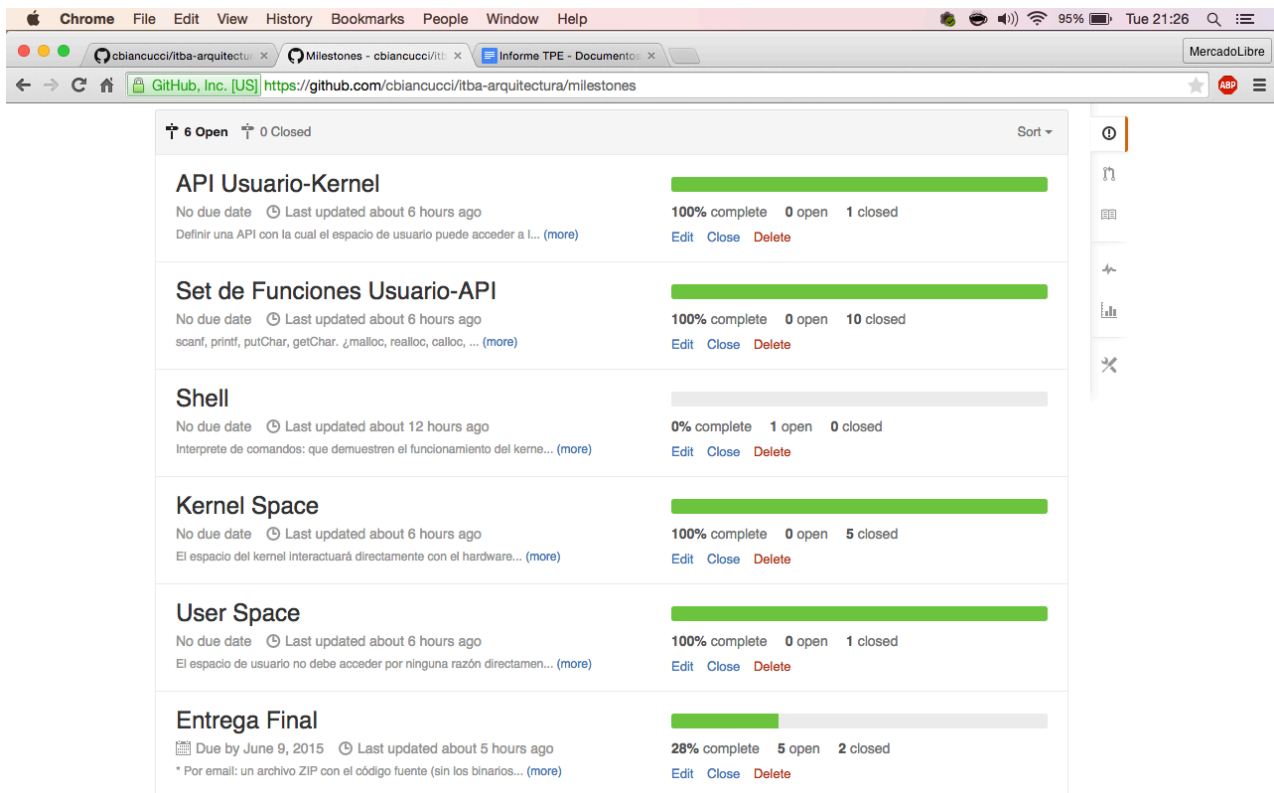 Chrome File Edit View History Bookmarks People Window Help 95% Tue 21:26
cbiancucci/itba-arquitectur × Milestones - cbiancucci/itb × Informe TPE - Documentos × MercadoLibre
GitHub, Inc. [US] https://github.com/cbiancucci/itba-arquitectura/milestones ABP
6 Open 0 Closed Sort
API Usuario-Kernel
No due date Last updated about 6 hours ago 100% complete 0 open 1 closed
Definir una API con la cual el espacio de usuario puede acceder a l... (more) Edit Close Delete
Set de Funciones Usuario-API
No due date Last updated about 6 hours ago 100% complete 0 open 10 closed
scanf, printf, putChar, getChar. ¿malloc, realloc, calloc, ... (more) Edit Close Delete
Shell
No due date Last updated about 12 hours ago 0% complete 1 open 0 closed
Interprete de comandos: que demuestren el funcionamiento del kerne... (more) Edit Close Delete
Kernel Space
No due date Last updated about 6 hours ago 100% complete 0 open 5 closed
El espacio del kernel interactuará directamente con el hardware... (more) Edit Close Delete
User Space
No due date Last updated about 6 hours ago 100% complete 0 open 1 closed
El espacio de usuario no debe acceder por ninguna razón directamen... (more) Edit Close Delete
Entrega Final
Due by June 9, 2015 Last updated about 5 hours ago 28% complete 5 open 2 closed
* Por email: un archivo ZIP con el código fuente (sin los binarios... (more) Edit Close Delete